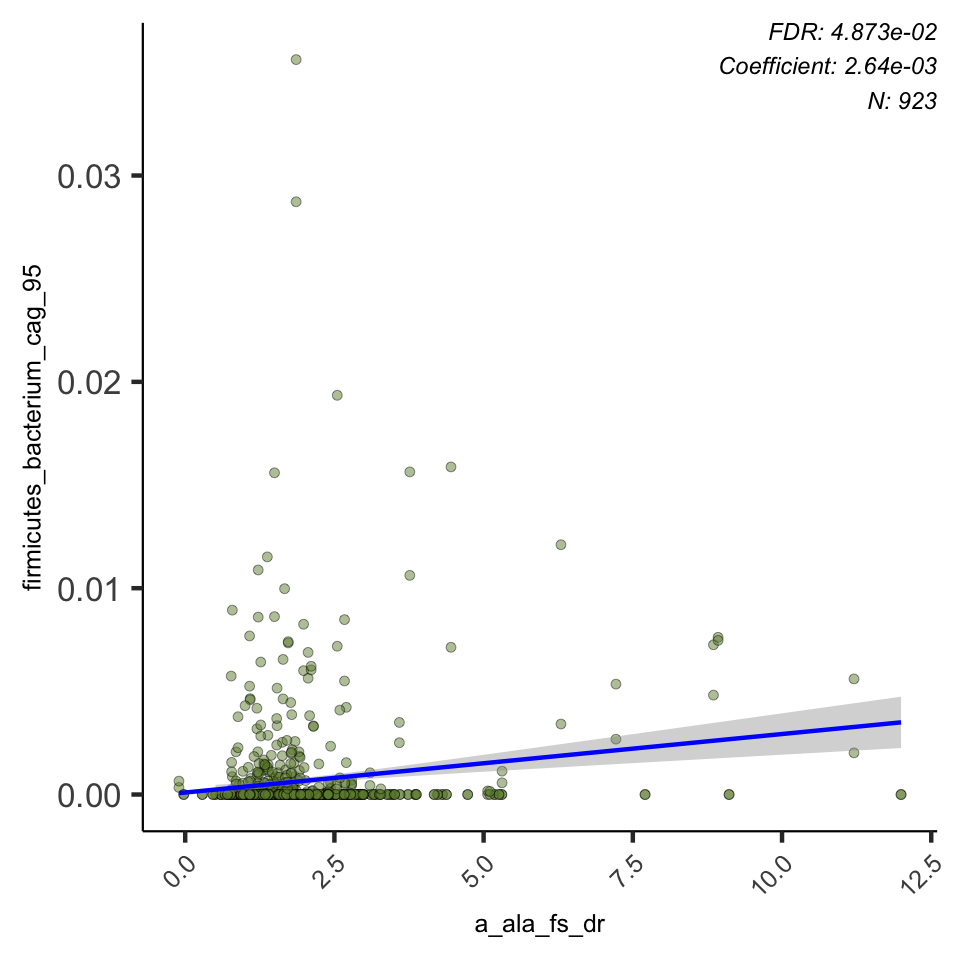 FDR: 4.873e-02
Coefficient: 2.64e-03
N: 923
firmicutes_bacterium_cag_95
0.03
0.02
0.01
0.00
0.0
2.5
5.0
7.5
10.0
12.5
a_ala_fs_dr